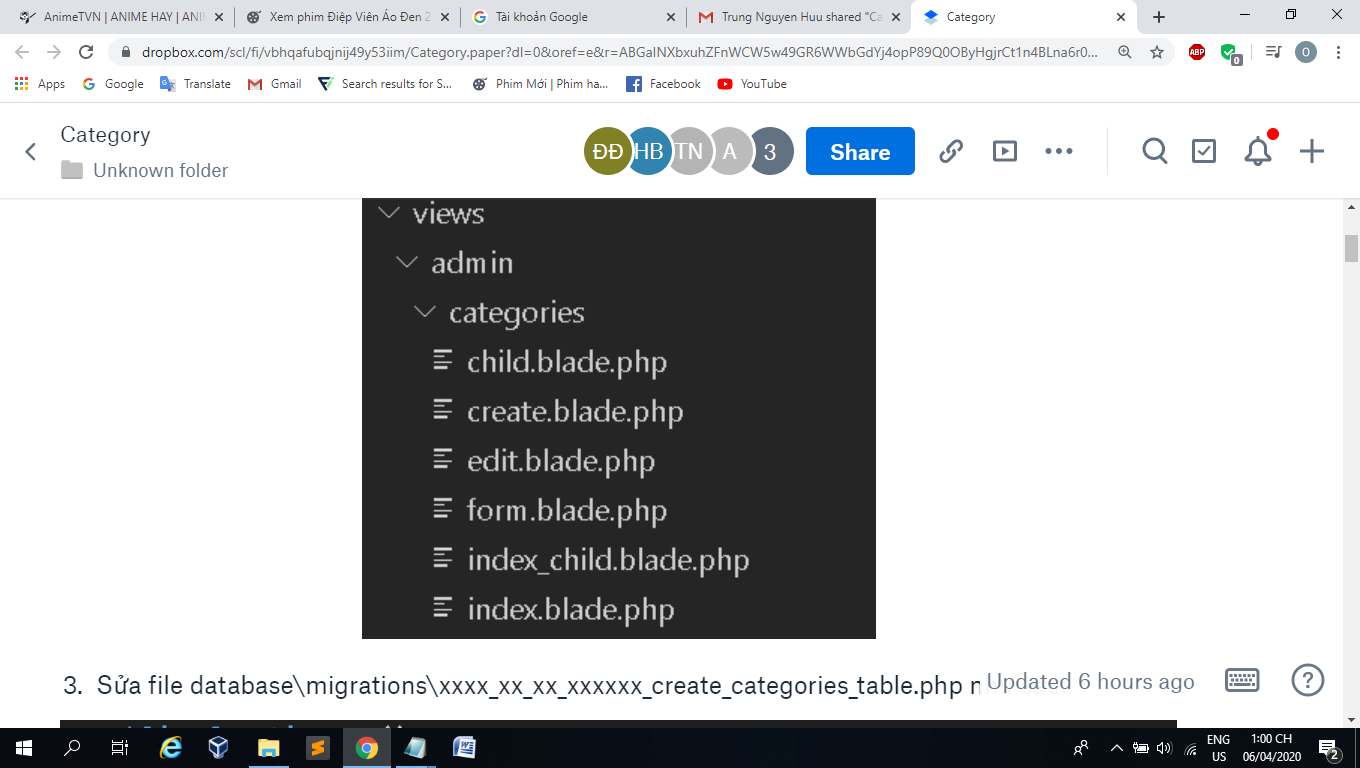 AnimeTVN | ANIME HAY | ANI
Xem phim Điệp Viên Áo Đen 2
Tài khoản Google
Trung Nguyen Huu shared "Ca
Category
dropbox.com/scl/fi/vbhqafubqjnij49y53iim/Category.paper?dl=0&oref=e&r=ABGalNXbxuhZFnWCW5w49GR6WWbGdYj4opP89Q0OByHgjrCt1n4BLna6r0...
ABP
0
O
Apps
Google
Translate
Gmail
Search results for S...
Phim Mới | Phim ha...
Facebook
YouTube
Category
Unknown folder
ĐĐ
HB
TN
A
3
Share
views
admin
categories
child.blade.php
create.blade.php
edit.blade.php
form.blade.php
index_child.blade.php
index.blade.php
3. Sửa file database\migrations\xxxx_xx_xx_xxxxxx_create_categories_table.php
Updated 6 hours ago
ENG
US
1:00 CH
06/04/2020
2